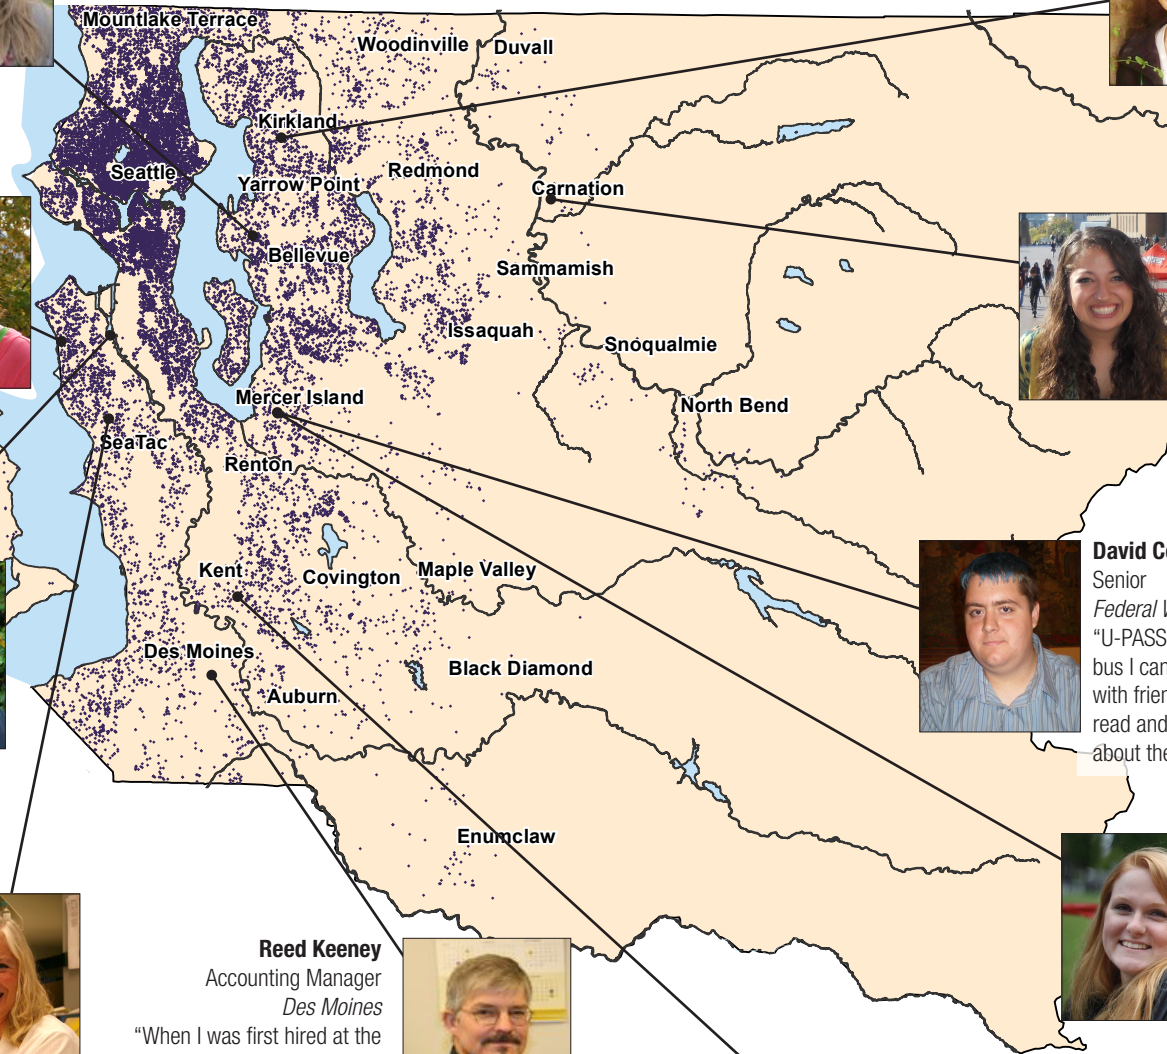 Mountlake Terrace
Woodinville
Duvall
Kirkland
Seattle
Redmond
Yarrow Point
Carnation
Bellevue
Sammamish
Issaquah
Snoqualmie
Mercer Island
North Bend
SeaTac
Renton
Kent
Covington
Maple Valley
Des Moines
Black Diamond
Auburn
Enumclaw
David
Senior
Federal
“U-PASS
bus I can
with
read and
about
Reed Keeney
Accounting Manager
Des Moines
“When I was first hired at the